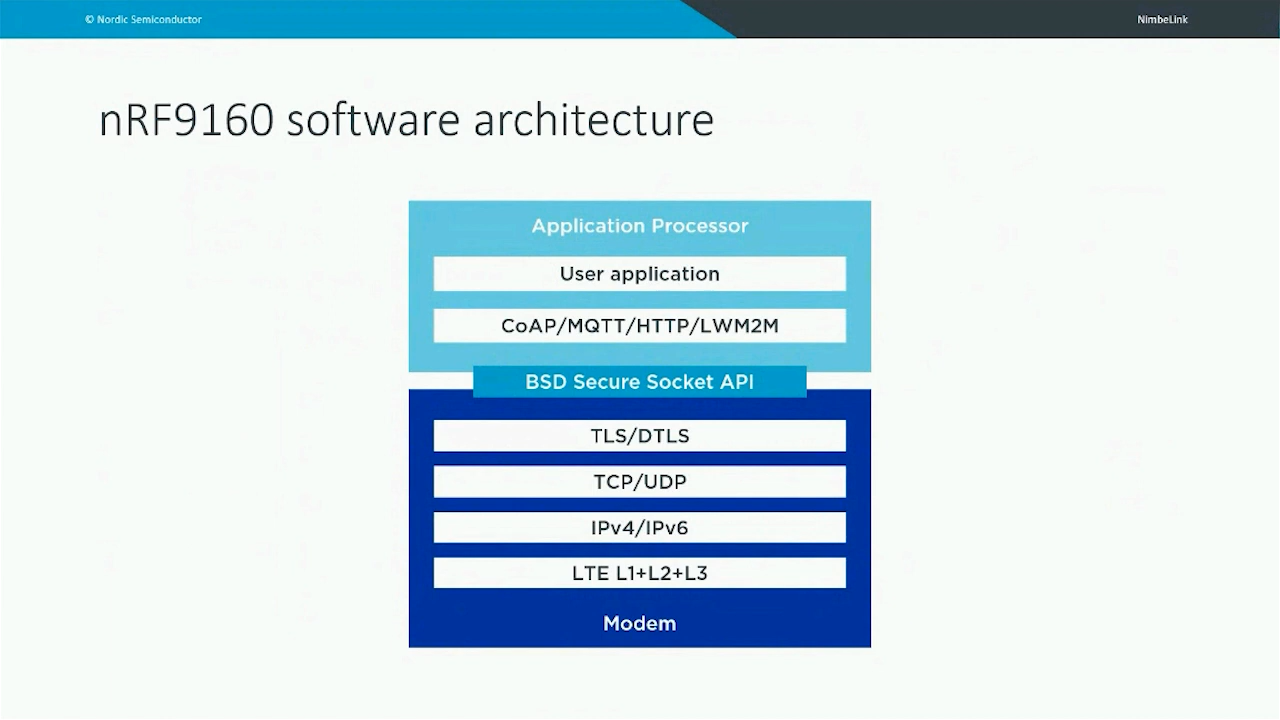 © Nordic Semiconductor
NimbeLink
nRF9160 software architecture
Application Processor
User application
CoAP/MQTT/HTTP/LWM2M
BSD Secure Socket API
TLS/DTLS
TCP/UDP
IPv4/IPv6
LTE L1+L2+L3
Modem